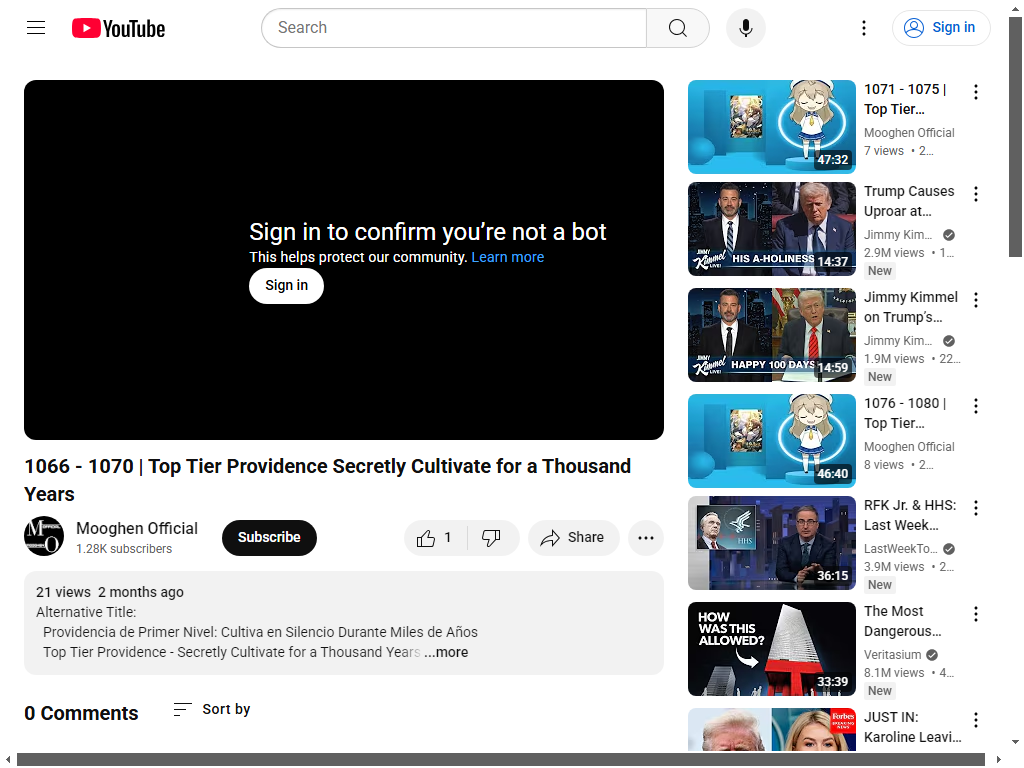 YouTube
Search
Sign in
Sign in to confirm you’re not a bot
This helps protect our community. Learn more
Sign in
1066 - 1070 | Top Tier Providence Secretly Cultivate for a Thousand
Years
Mooghen Official
1.28K subscribers
Subscribe
1
Share
21 views 2 months ago
Alternative Title:
Providencia de Primer Nivel: Cultiva en Silencio Durante Miles de Años
Top Tier Providence - Secretly Cultivate for a Thousand Years ...more
0 Comments
Sort by
47:32
1071 - 1075 |
Top Tier…
Mooghen Official
7 views • 2…
JIMMY
Kimmel
LIVE!
HIS A-HOLINESS
14:37
Trump Causes
Uproar at…
Jimmy Kim…
2.9M views • 1…
New
JIMMY
Kimmel
LIVE!
HAPPY 100 DAYS
14:59
Jimmy Kimmel
on Trump's…
Jimmy Kim…
1.9M views • 22…
New
46:40
1076 - 1080 |
Top Tier…
Mooghen Official
8 views • 2…
HHS
36:15
RFK Jr. & HHS:
Last Week…
LastWeekTo…
3.9M views • 2…
New
HOW
WAS THIS
ALLOWED?
33:39
The Most
Dangerous…
Veritasium
8.1M views • 4…
New
Forbes
BREAKING
NEWS
JUST IN:
Karoline Leavi…